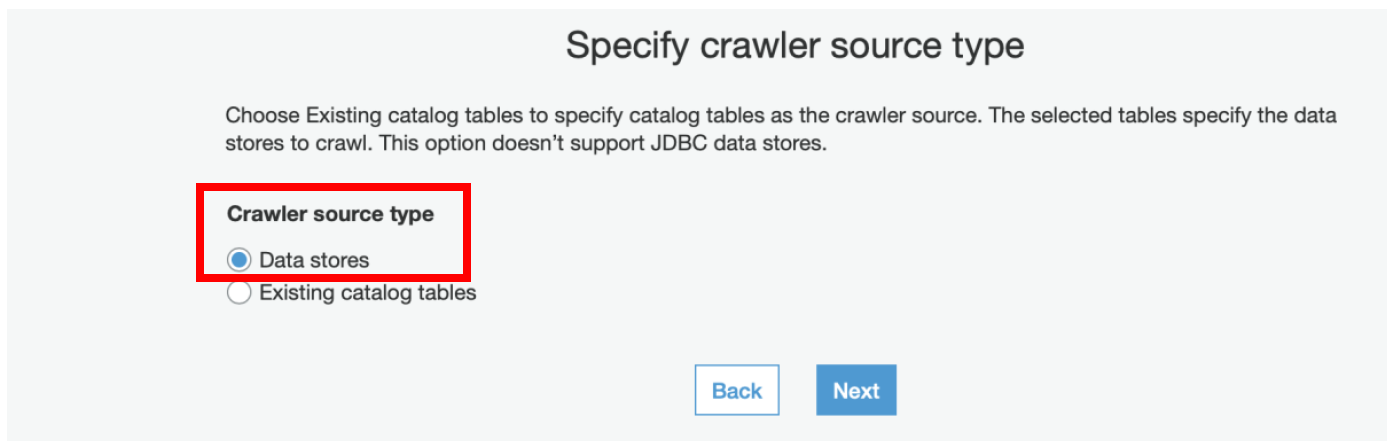 Specify crawler source type
Choose Existing catalog tables to specify catalog tables as the crawler source. The selected tables specify the data
stores to crawl. This option doesn't support JDBC data stores.
Crawler source type
Data stores
Existing catalog tables
Back
Next